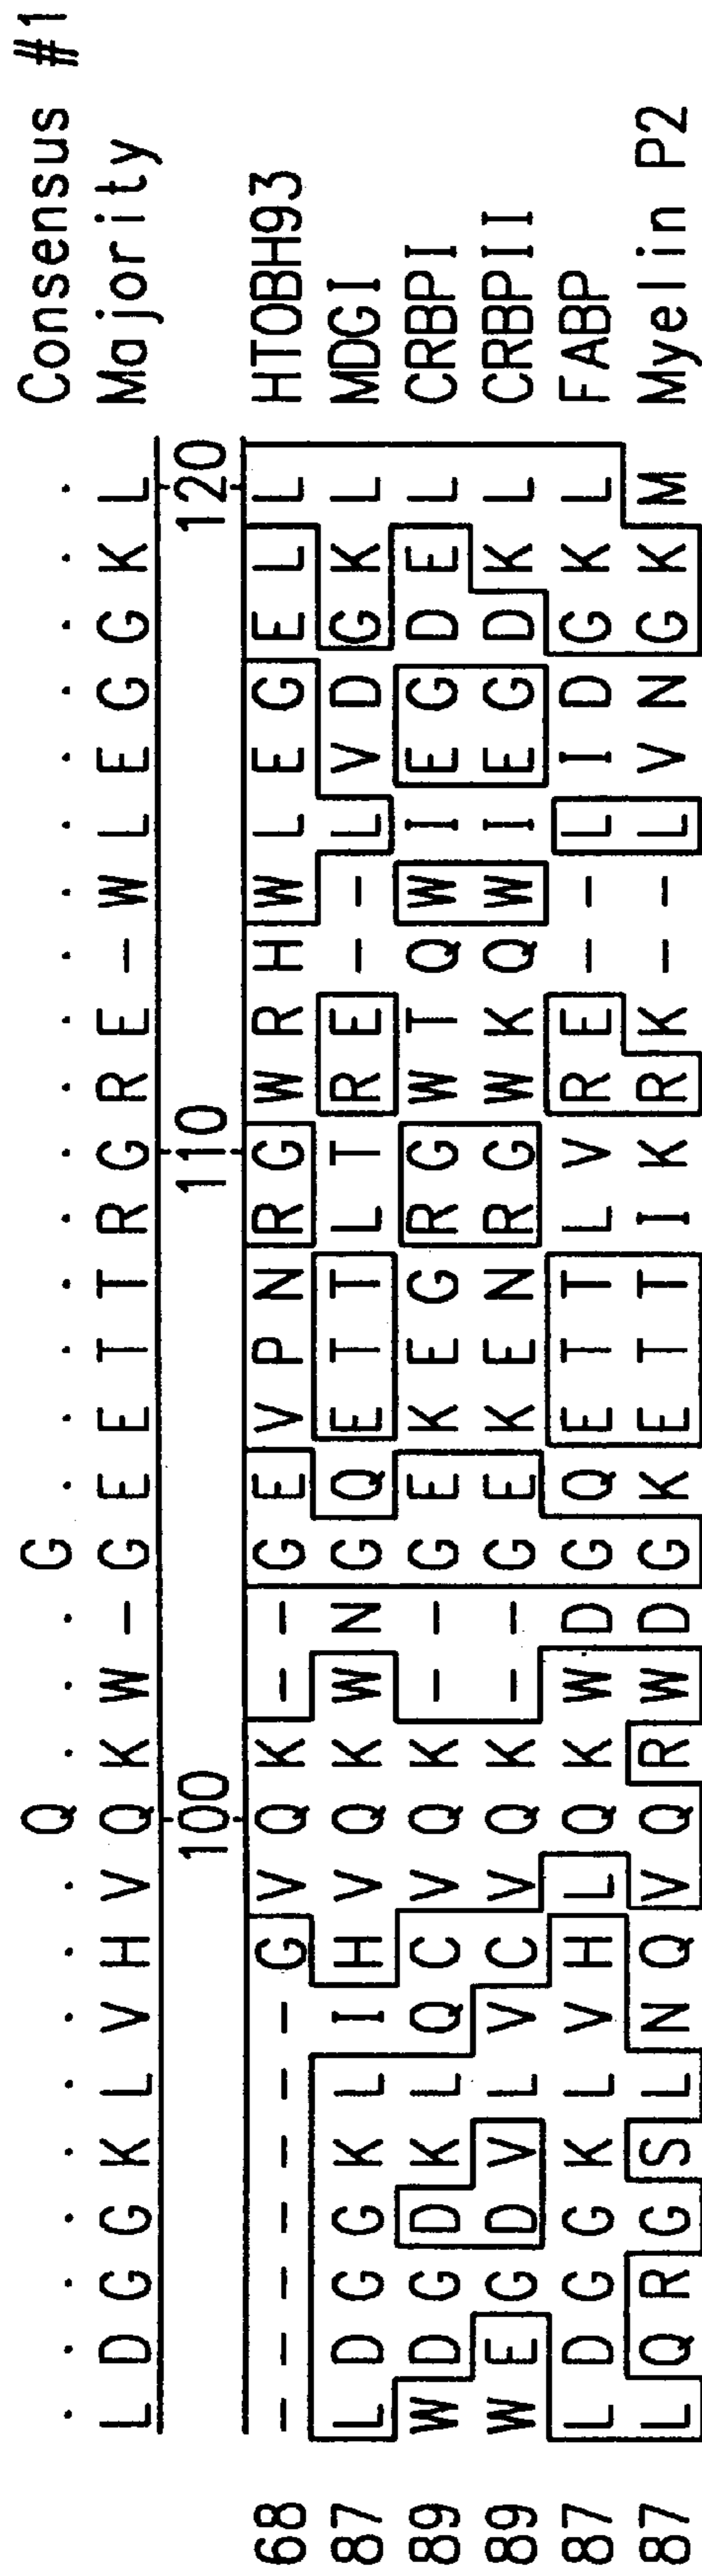 . . . . . . . . . Q . . . G . . . . . . . . . . . . . . . . Consensus #1
L D G G K L V H V Q K W - G E E T T R G R E - W L E G G K L Majority
100 110 120
68 - - - - - - - G V Q K - - G E V P N R G W R H W L E G E L L HTOBH93
87 L D G G K L I H V Q K W N G Q E T T L T R E - - L V D G K L MDGI
89 W D G D K L Q C V Q K - - G E K E G R G W T Q W I E G D E L CRBPI
89 W E G D V L V C V Q K - - G E K E N R G W K Q W I E G D K L CRBPII
87 L D G G K L V H L Q K W D G Q E T T L V R E - - L I D G K L FABP
87 L Q R G S L N Q V Q R W D G K E T T I K R K - - L V N G K M Myelin P2